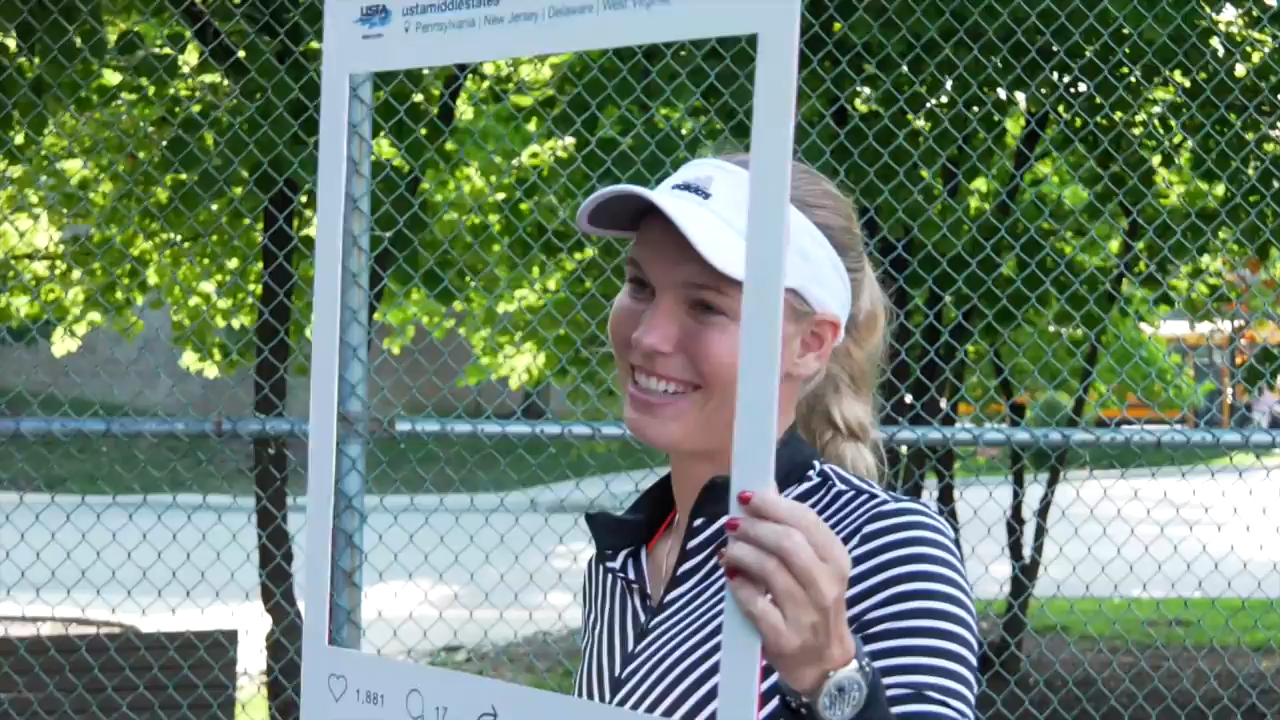 USTA
ustamiddlestates
Pennsylvania | New Jersey | Delaware | West Virginia
adidas
1,881
17